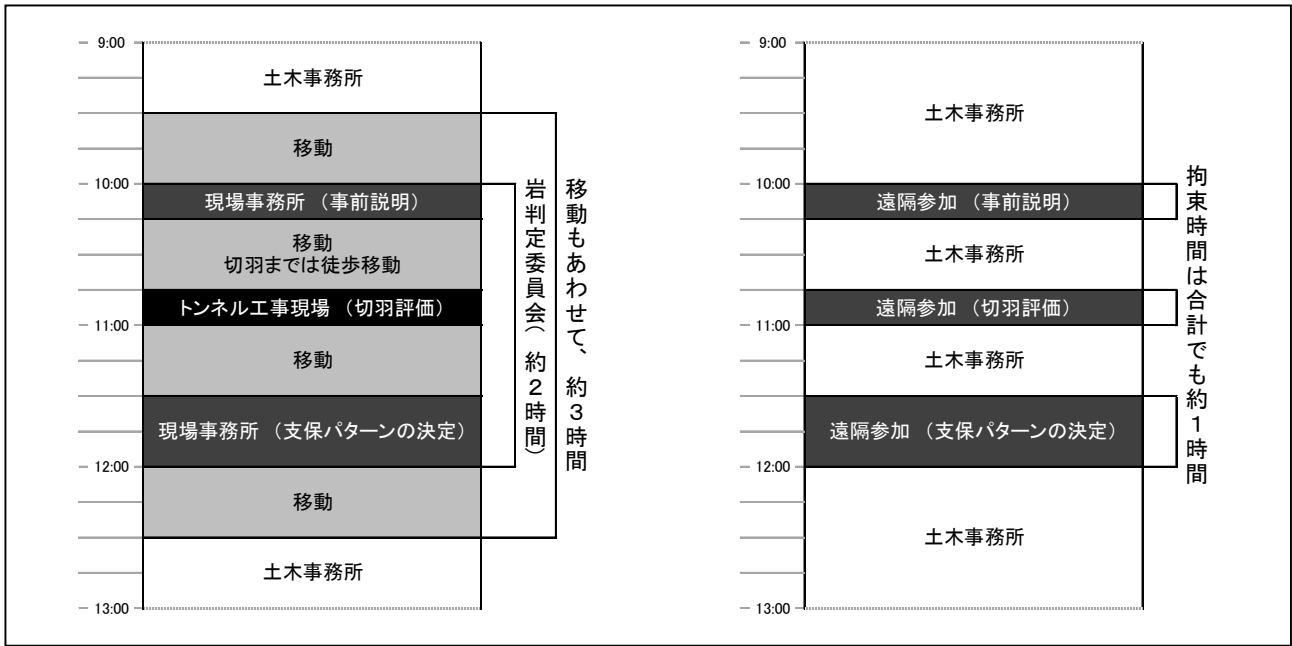 9:00
土木事務所
移動
10:00
現場事務所 （事前説明）
移動
切羽までは徒歩移動
トンネル工事現場 （切羽評価）
11:00
移動
現場事務所 （支保パターンの決定）
12:00
移動
土木事務所
13:00
岩判定委員会（約２時間）
移動もあわせて、約３時間
9:00
土木事務所
10:00
遠隔参加 （事前説明）
土木事務所
遠隔参加 （切羽評価）
11:00
土木事務所
遠隔参加 （支保パターンの決定）
12:00
土木事務所
13:00
拘束時間は合計でも約１時間